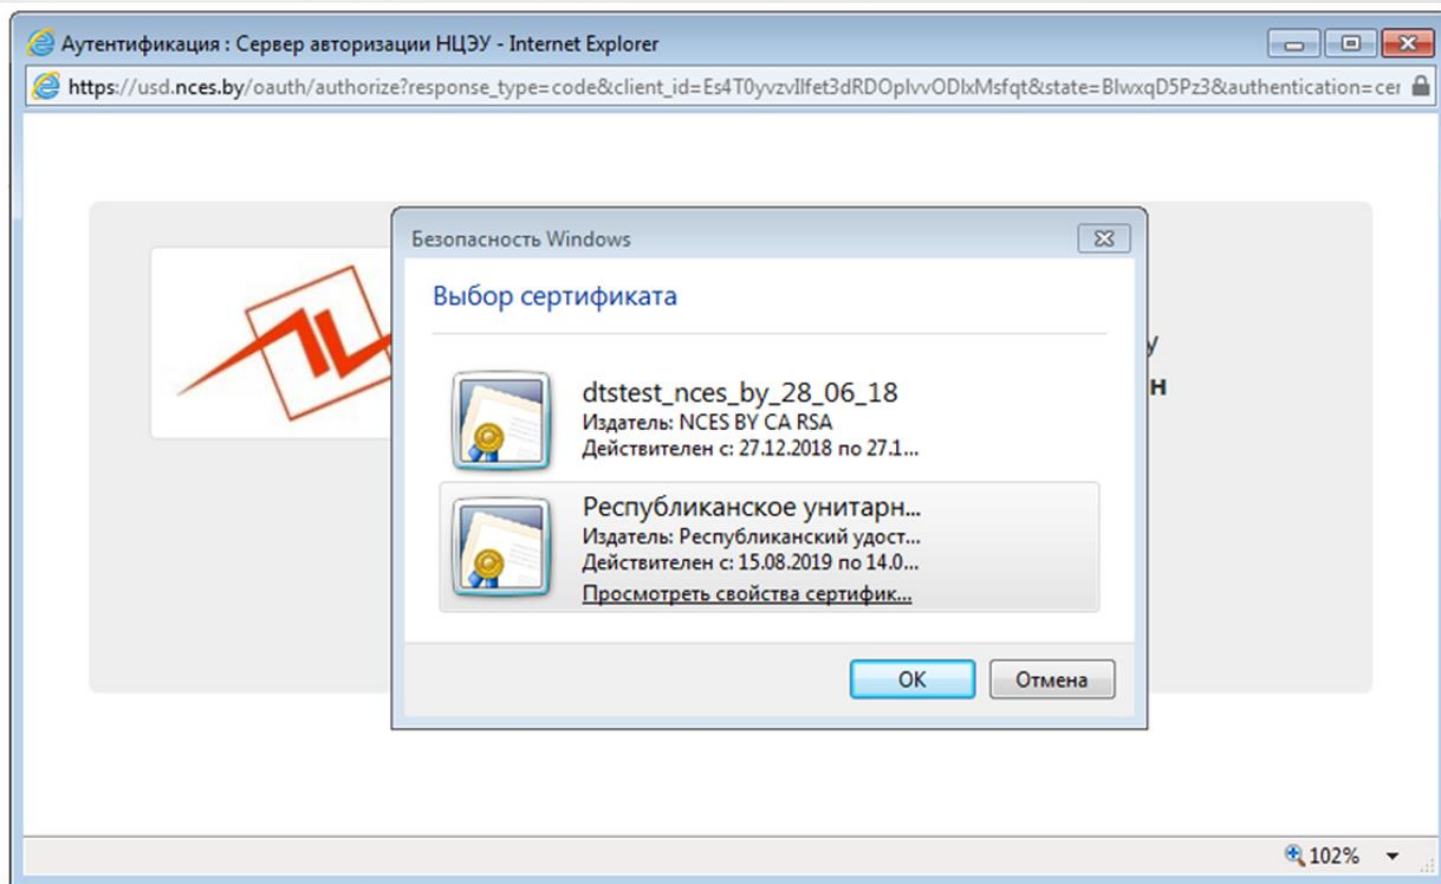 Аутентификация : Сервер авторизации НЦЭУ - Internet Explorer
https://usd.nces.by/oauth/authorize?response_type=code&client_id=Es4T0yvzvIlfet3dRDOplvvODlxMsfqt&state=BlwxqD5Pz3&authentication=cer
Безопасность Windows
Выбор сертификата
dtstest_nces_by_28_06_18
Издатель: NCES BY CA RSA
Действителен с: 27.12.2018 по 27.1...
Республиканское унитарн...
Издатель: Республиканский удост...
Действителен с: 15.08.2019 по 14.0...
Просмотреть свойства сертифик...
у
н
OK
Отмена
102%